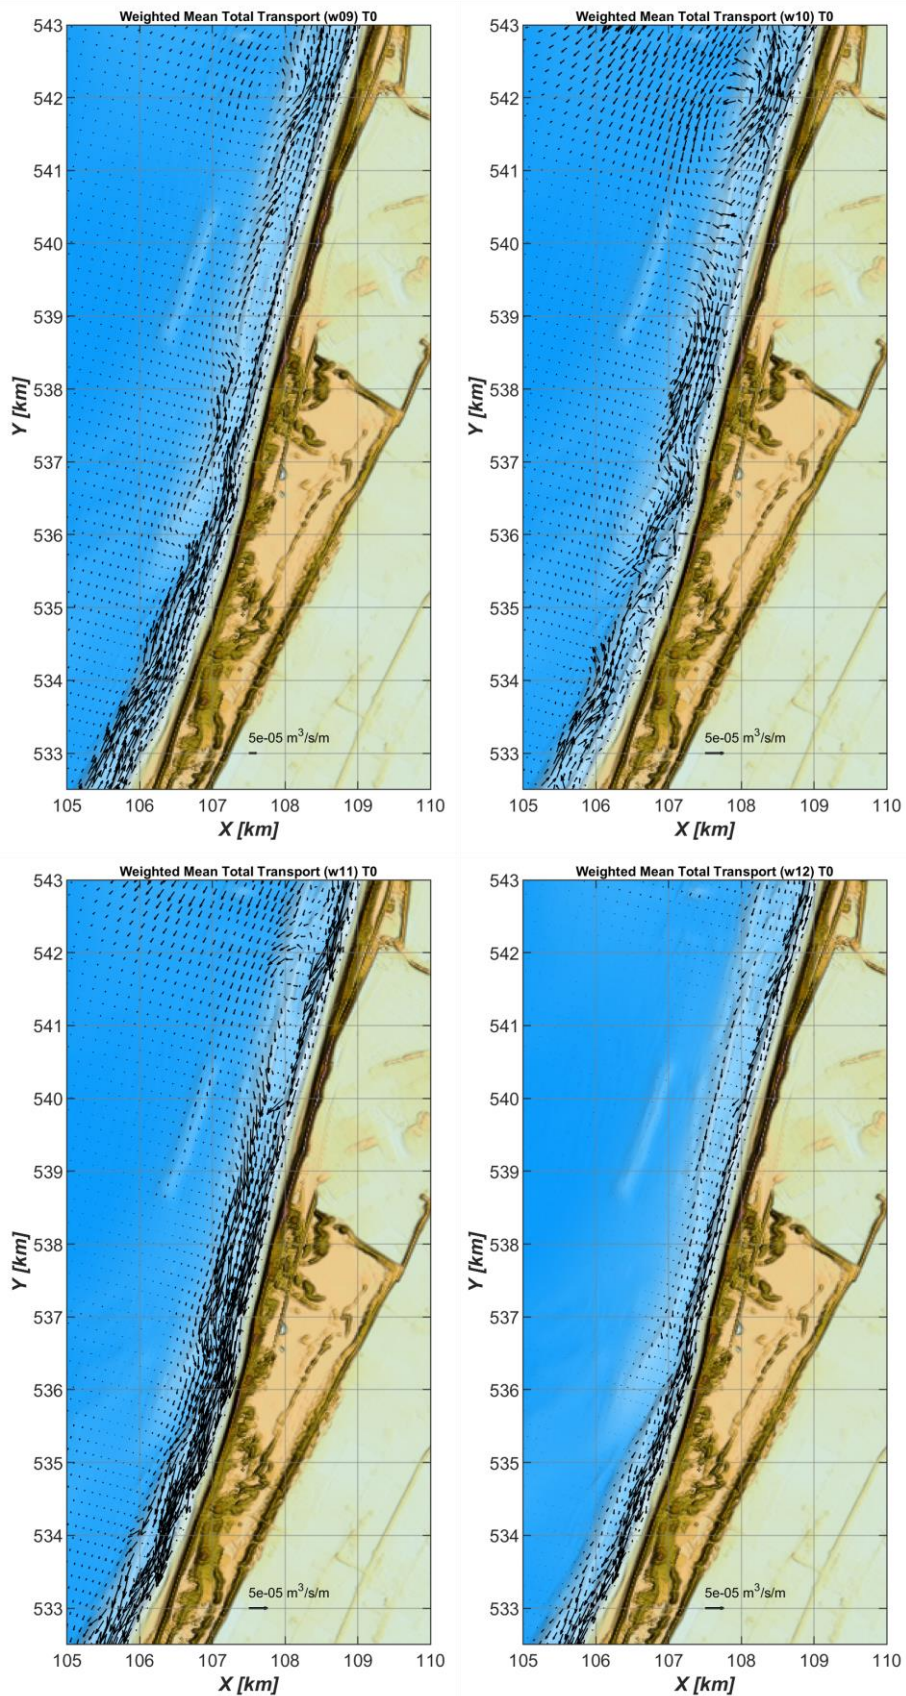 Weighted Mean Total Transport (w09) T0
543
542
541
540
539
538
537
536
535
534
533
Y [km]
5e-05 m³/s/m
105 106 107 108 109 110
X [km]
Weighted Mean Total Transport (w10) T0
543
542
541
540
539
538
537
536
535
534
533
Y [km]
5e-05 m³/s/m
105 106 107 108 109 110
X [km]
Weighted Mean Total Transport (w11) T0
543
542
541
540
539
538
537
536
535
534
533
Y [km]
5e-05 m³/s/m
105 106 107 108 109 110
X [km]
Weighted Mean Total Transport (w12) T0
543
542
541
540
539
538
537
536
535
534
533
Y [km]
5e-05 m³/s/m
105 106 107 108 109 110
X [km]